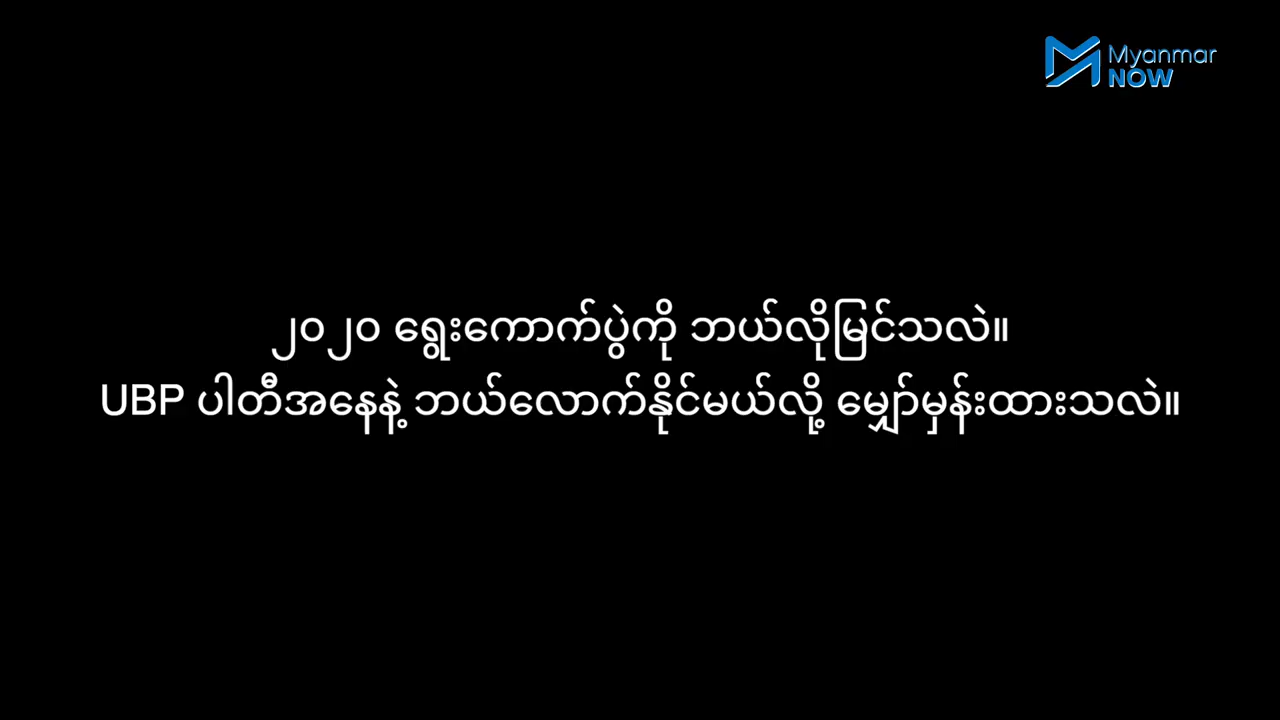 Myanmar
NOW
၂၀၂၀ ရွေးကောက်ပွဲကို ဘယ်လိုမြင်သလဲ။
UBP ပါတီအနေနဲ့ ဘယ်လောက်နိုင်မယ်လို့ မျှော်မှန်းထားသလဲ။